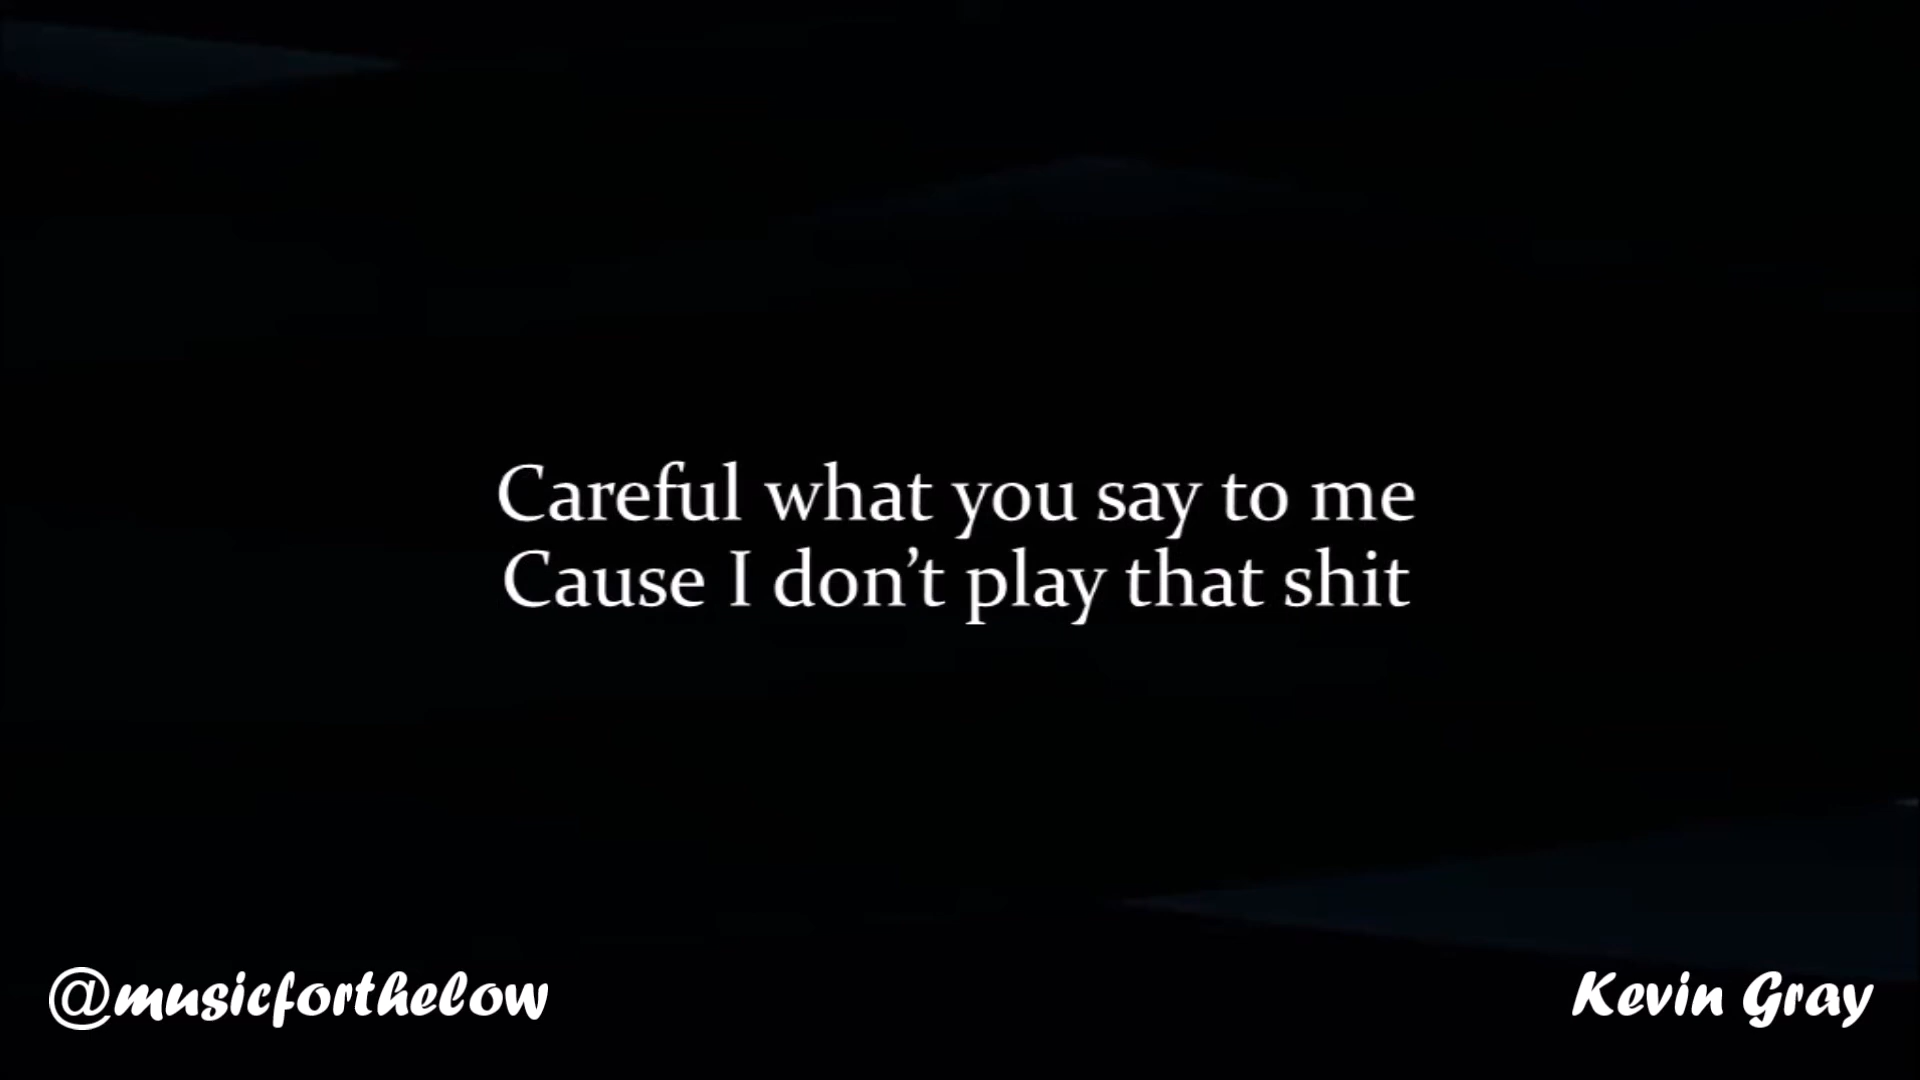 Careful what you say to me
Cause I don’t play that shit
@musicforthelow
Kevin Gray